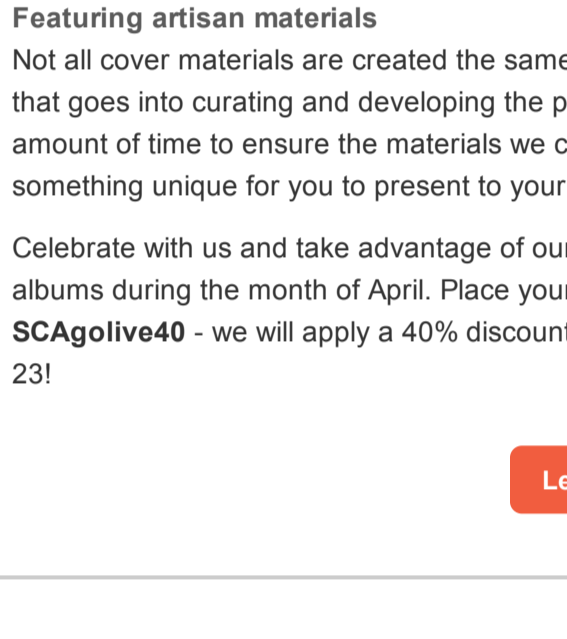 Featuring artisan materials
Not all cover materials are created the same
that goes into curating and developing the
amount of time to ensure the materials we
something unique for you to present to your
Celebrate with us and take advantage of
albums during the month of April. Place
SCAgolive40 - we will apply a 40% discount
23!